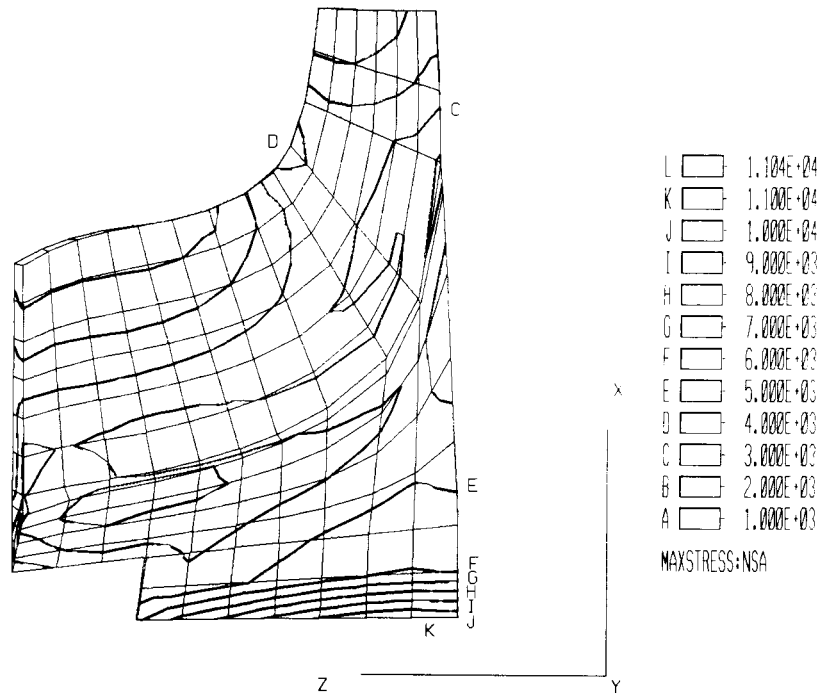 C
D
L 1.104E+04
K 1.100E+04
J 1.000E+04
I 9.000E+03
H 8.000E+03
G 7.000E+03
F 6.000E+03
E 5.000E+03
D 4.000E+03
C 3.000E+03
B 2.000E+03
A 1.000E+03
MAXSTRESS:NSA
X
E
F
G
H
I
J
K
Z
Y